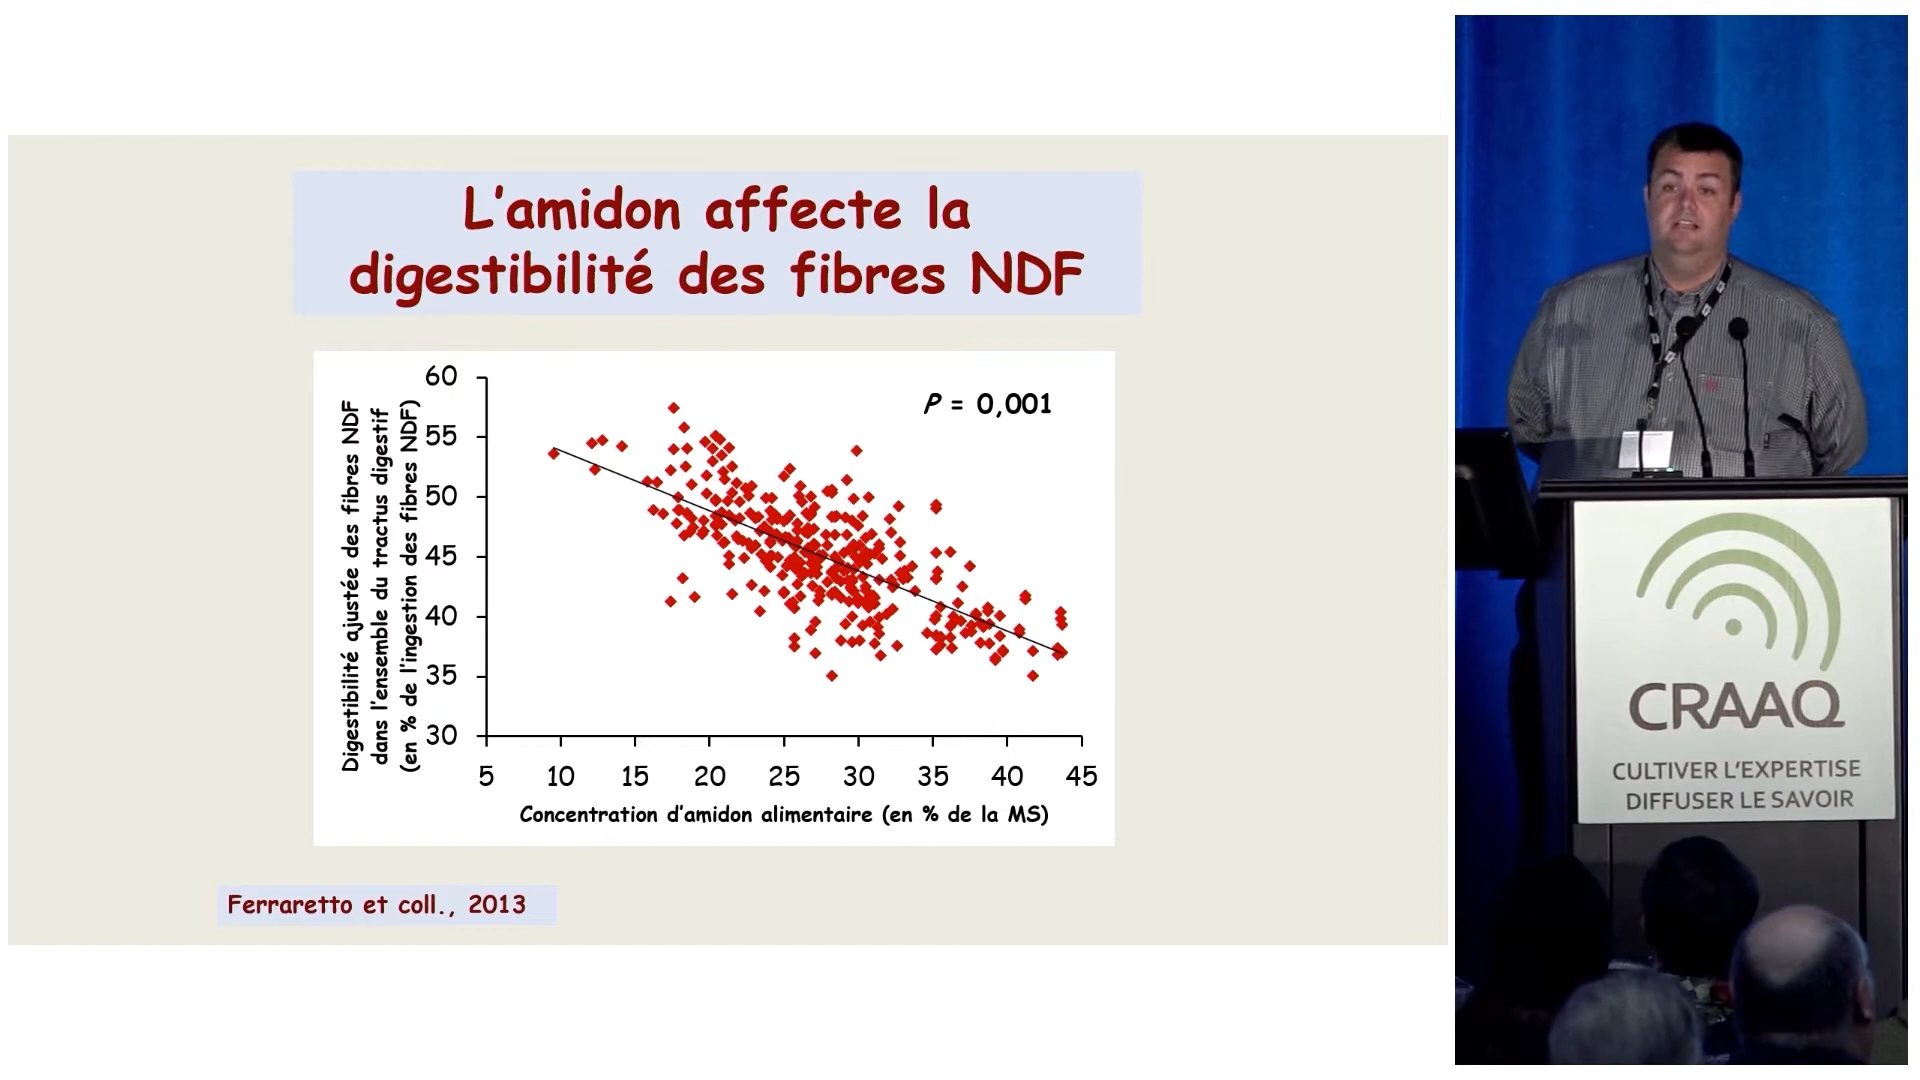 L'amidon affecte la
digestibilité des fibres NDF
Digestibilité ajustée des fibres NDF
dans l'ensemble du tractus digestif
(en % de l'ingestion des fibres NDF)
60
55
50
45
40
35
30
P = 0,001
5 10 15 20 25 30 35 40 45
Concentration d'amidon alimentaire (en % de la MS)
Ferraretto et coll., 2013
CRAAQ
CULTIVER L'EXPERTISE
DIFFUSER LE SAVOIR